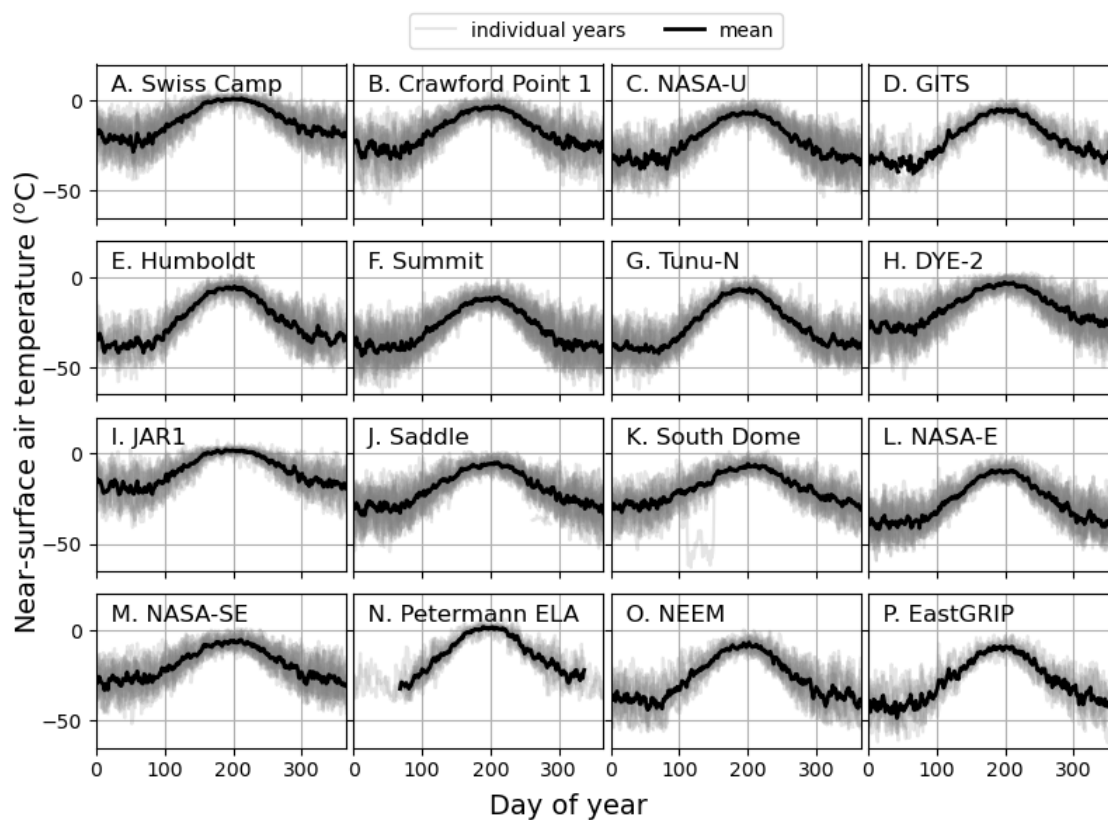 individual years mean
A. Swiss Camp B. Crawford Point 1 C. NASA-U D. GITS
0
−50
E. Humboldt F. Summit G. Tunu-N H. DYE-2
0
−50
I. JAR1 J. Saddle K. South Dome L. NASA-E
0
−50
M. NASA-SE N. Petermann ELA O. NEEM P. EastGRIP
0
−50
0 100 200 300 0 100 200 300 0 100 200 300 0 100 200 300
Near-surface air temperature (°C)
Day of year